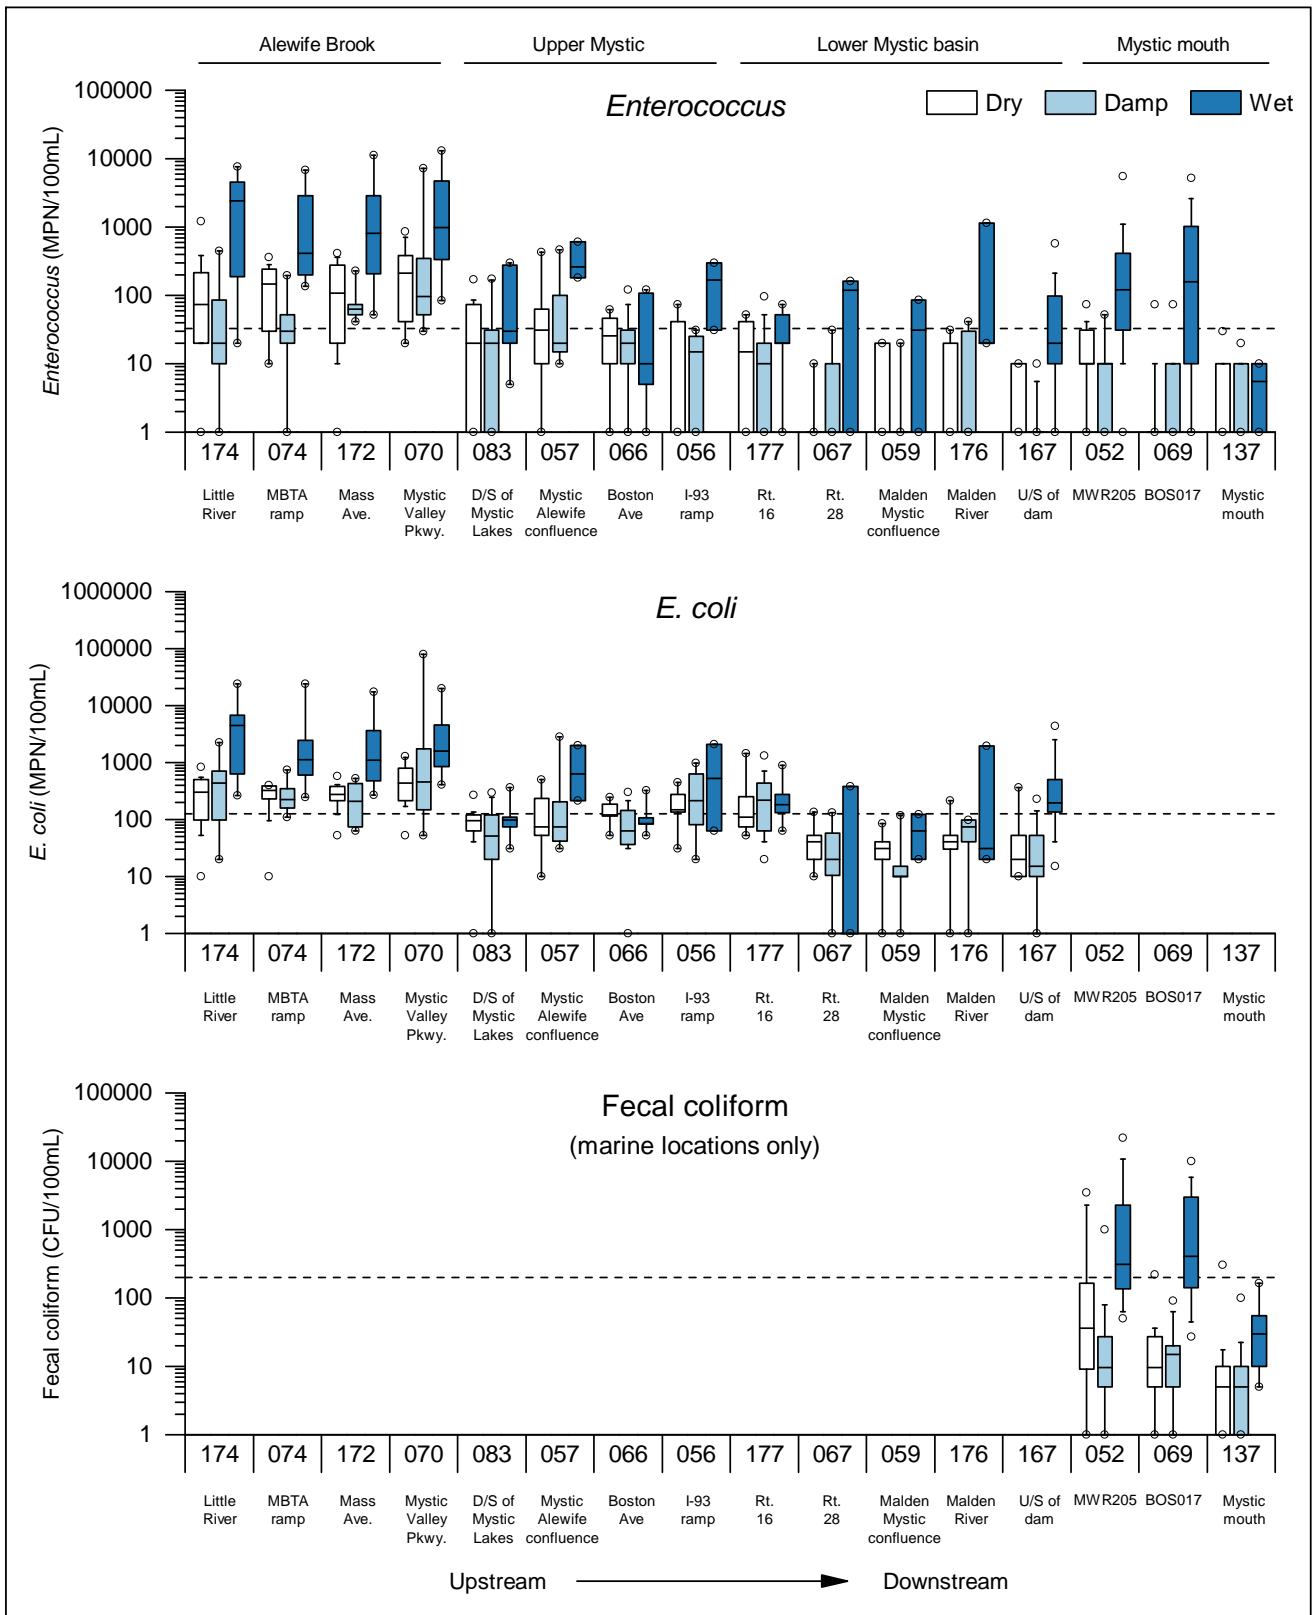 Alewife Brook Upper Mystic Lower Mystic basin Mystic mouth
Enterococcus
Dry Damp Wet
Enterococcus (MPN/100mL)
100000
10000
1000
100
10
1
174 074 172 070 083 057 066 056 177 067 059 176 167 052 069 137
Little MBTA Mass Mystic D/S of Mystic Boston I-93 Rt. Rt. Malden Malden U/S of MWR205 BOS017 Mystic
River ramp Ave. Valley Mystic Alewife Ave ramp 16 28 Mystic River dam mouth
Pkwy. Lakes confluence confluence
E. coli
E. coli (MPN/100mL)
1000000
100000
10000
1000
100
10
1
174 074 172 070 083 057 066 056 177 067 059 176 167 052 069 137
Little MBTA Mass Mystic D/S of Mystic Boston I-93 Rt. Rt. Malden Malden U/S of MWR205 BOS017 Mystic
River ramp Ave. Valley Mystic Alewife Ave ramp 16 28 Mystic River dam mouth
Pkwy. Lakes confluence confluence
Fecal coliform
(marine locations only)
Fecal coliform (CFU/100mL)
100000
10000
1000
100
10
1
174 074 172 070 083 057 066 056 177 067 059 176 167 052 069 137
Little MBTA Mass Mystic D/S of Mystic Boston I-93 Rt. Rt. Malden Malden U/S of MWR205 BOS017 Mystic
River ramp Ave. Valley Mystic Alewife Ave ramp 16 28 Mystic River dam mouth
Pkwy. Lakes confluence confluence
Upstream Downstream